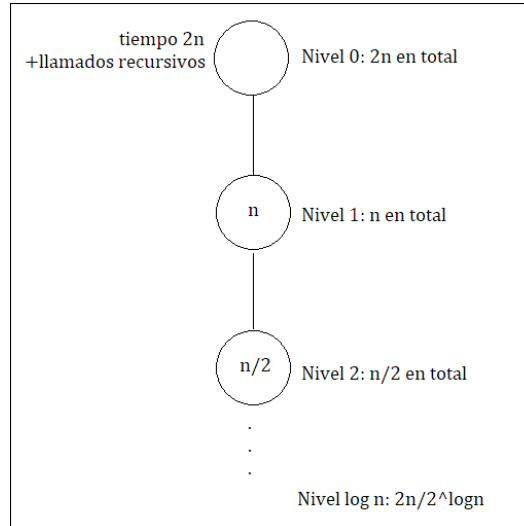 tiempo 2n
+llamados recursivos
Nivel 0: 2n en total
n
Nivel 1: n en total
n/2
Nivel 2: n/2 en total
.
.
.
Nivel log n: 2n/2^logn